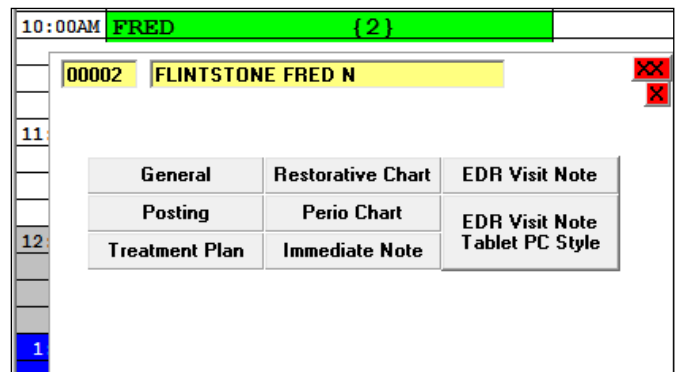 10:00AM FRED {2}
00002 FLINTSTONE FRED N XX
X
11:
General Restorative Chart EDR Visit Note
Posting Perio Chart EDR Visit Note
Tablet PC Style
12:
Treatment Plan Immediate Note
1: